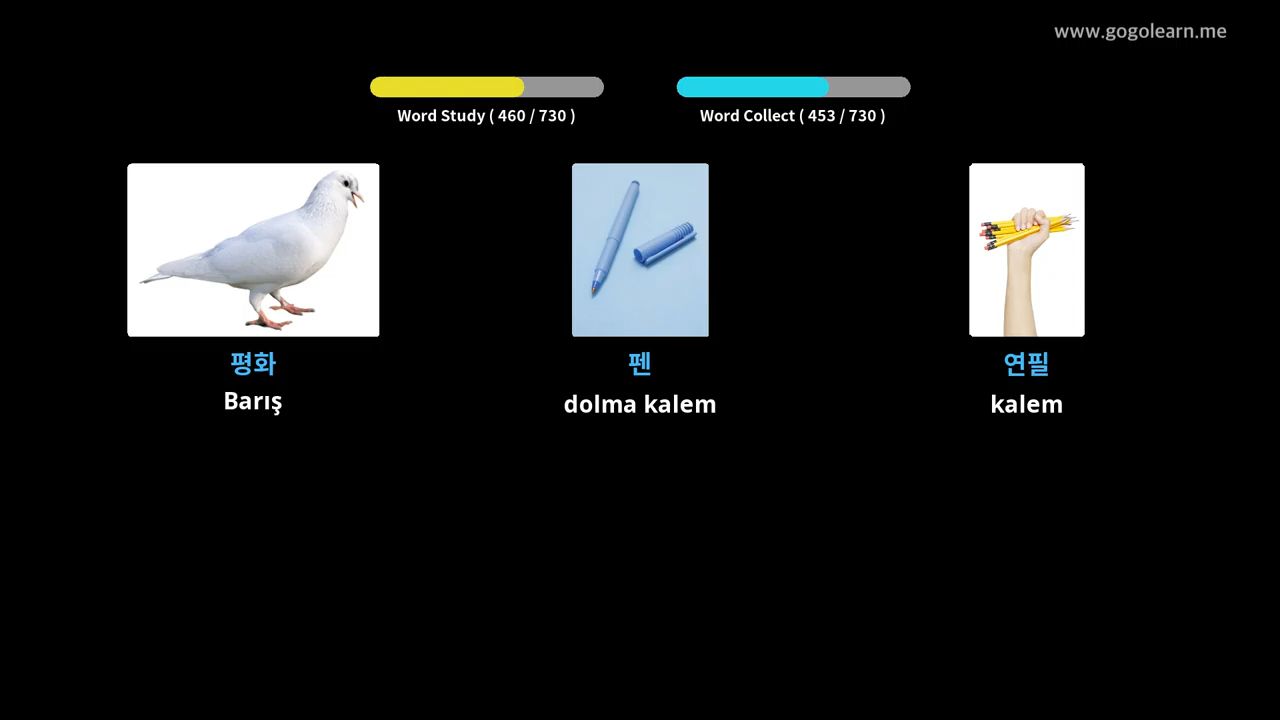 www.gogolearn.me
Word Study ( 460 / 730 )
Word Collect ( 453 / 730 )
평화
Barış
펜
dolma kalem
연필
kalem